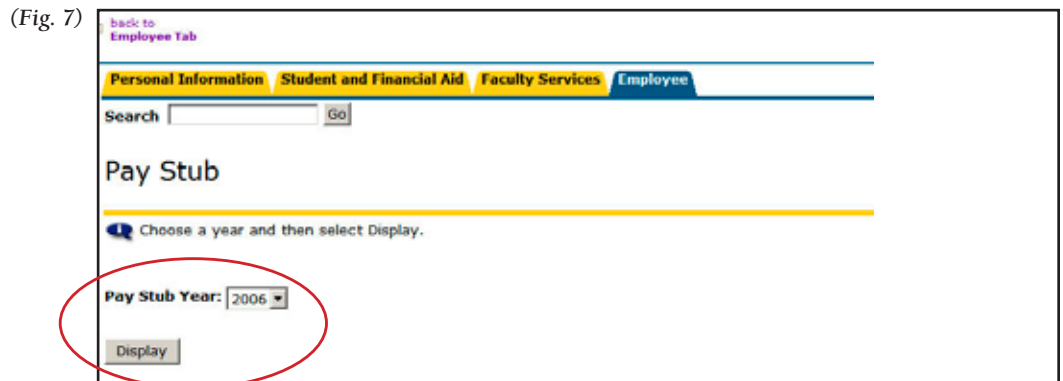 (Fig. 7)
back to
Employee Tab
Personal Information Student and Financial Aid Faculty Services Employee
Search Go
Pay Stub
Choose a year and then select Display.
Pay Stub Year: 2006
Display